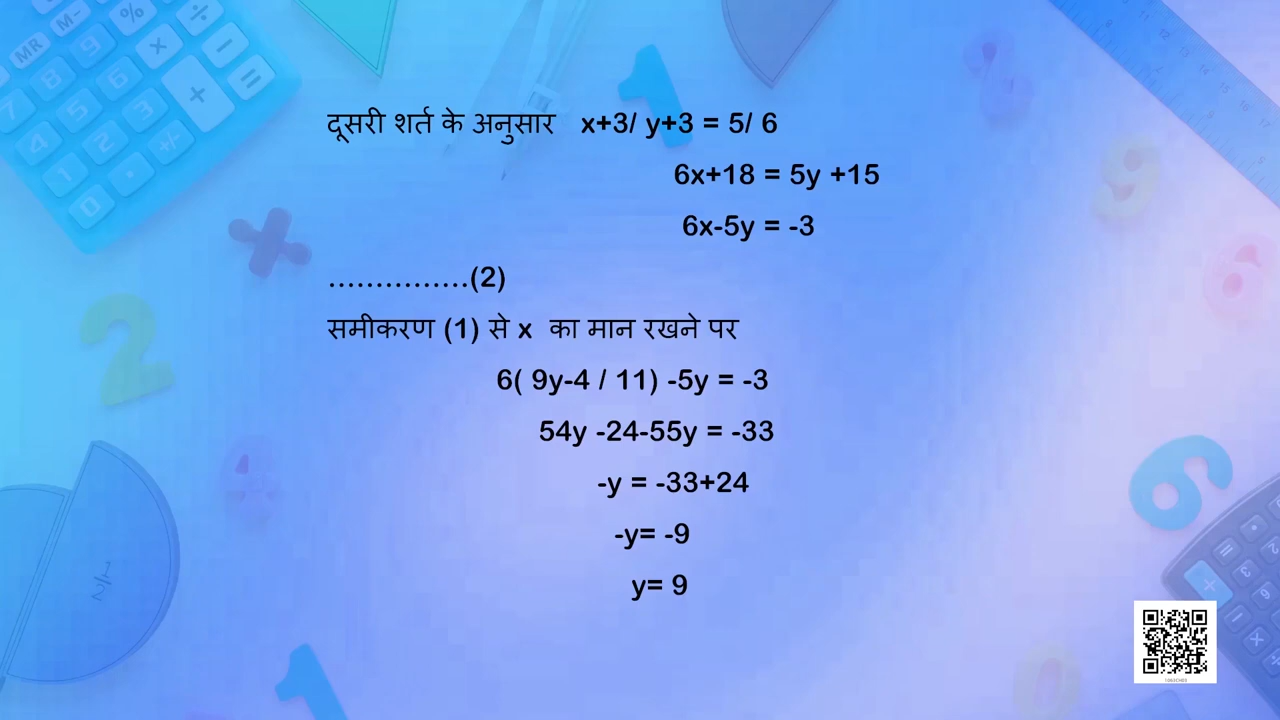 दूसरी शर्त के अनुसार x+3/ y+3 = 5/ 6
6x+18 = 5y +15
6x-5y = -3
...............(2)
समीकरण (1) से x का मान रखने पर
6( 9y-4 / 11) -5y = -3
54y -24-55y = -33
-y = -33+24
-y= -9
y= 9